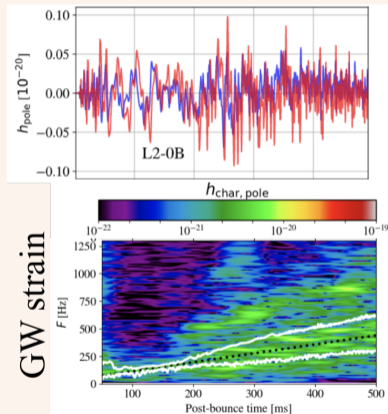 0.10
0.05
0.00
−0.05
−0.10
h_pole [10^-20]
L2-0B
h_char, pole
10^-22 10^-21 10^-20 10^-19
GW strain
F [Hz]
1250
1000
750
500
250
0
100 200 300 400 500
Post-bounce time [ms]